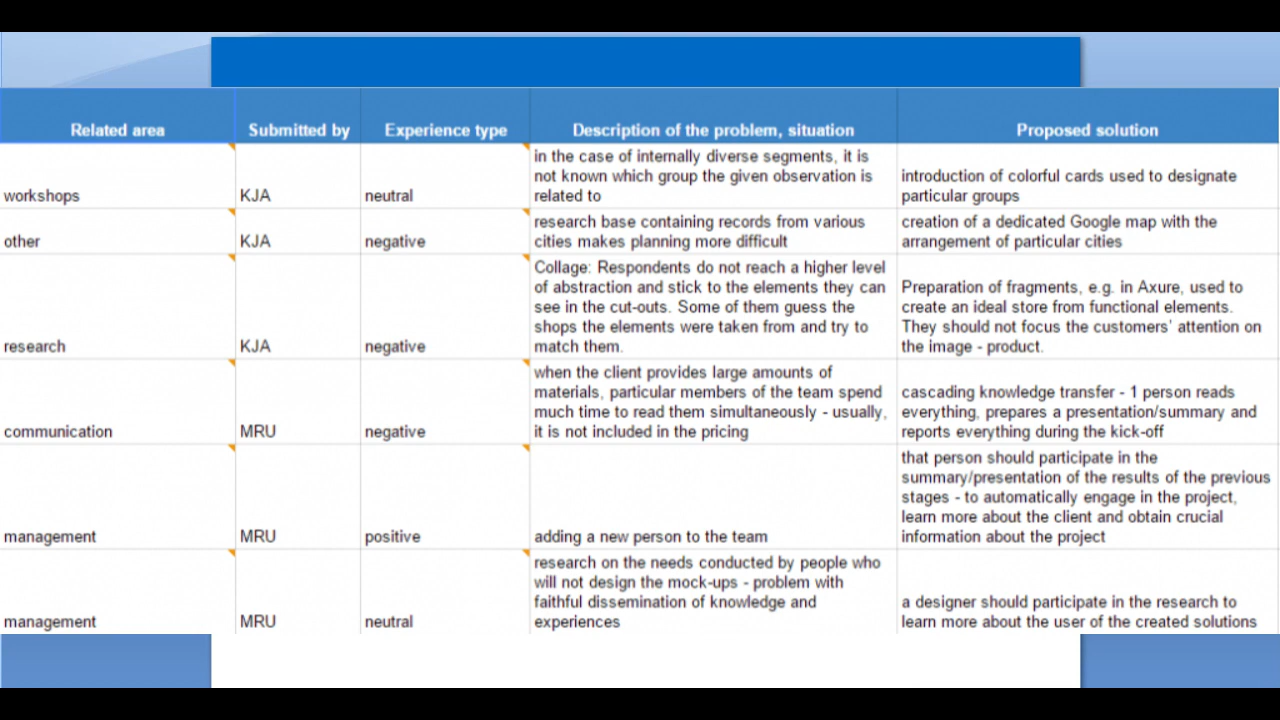 Related area Submitted by Experience type Description of the problem, situation Proposed solution
workshops KJA neutral
in the case of internally diverse segments, it is
not known which group the given observation is
related to
introduction of colorful cards used to designate
particular groups
other KJA negative
research base containing records from various
cities makes planning more difficult
creation of a dedicated Google map with the
arrangement of particular cities
research KJA negative
Collage: Respondents do not reach a higher level
of abstraction and stick to the elements they can
see in the cut-outs. Some of them guess the
shops the elements were taken from and try to
match them.
Preparation of fragments, e.g. in Axure, used to
create an ideal store from functional elements.
They should not focus the customers' attention on
the image - product.
communication MRU negative
when the client provides large amounts of
materials, particular members of the team spend
much time to read them simultaneously - usually,
it is not included in the pricing
cascading knowledge transfer - 1 person reads
everything, prepares a presentation/summary and
reports everything during the kick-off
management MRU positive
adding a new person to the team
that person should participate in the
summary/presentation of the results of the previous
stages - to automatically engage in the project,
learn more about the client and obtain crucial
information about the project
management MRU neutral
research on the needs conducted by people who
will not design the mock-ups - problem with
faithful dissemination of knowledge and
experiences
a designer should participate in the research to
learn more about the user of the created solutions